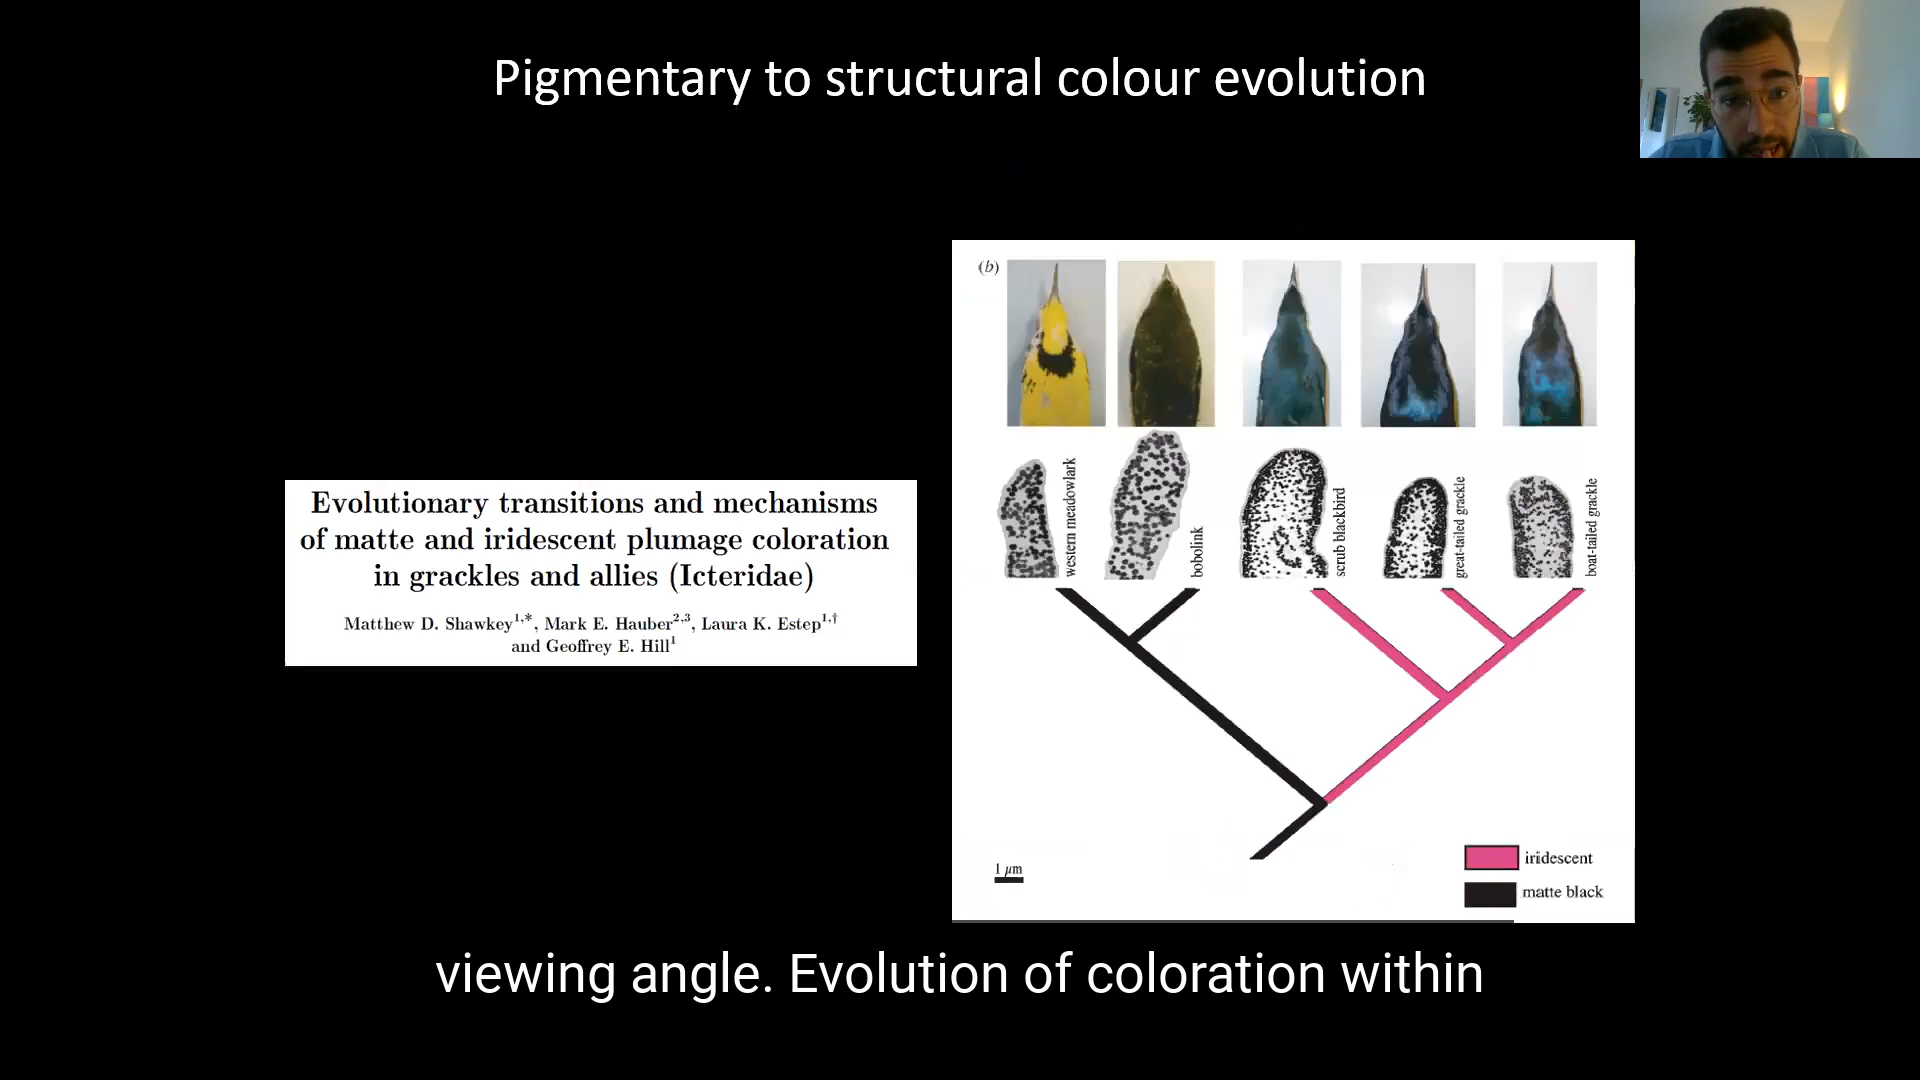 Pigmentary to structural colour evolution
Evolutionary transitions and mechanisms
of matte and iridescent plumage coloration
in grackles and allies (Icteridae)
Matthew D. Shawkey1,*, Mark E. Hauber2,3, Laura K. Estep1,†
and Geoffrey E. Hill1
(b)
western meadowlark
bobolink
scrub blackbird
great-tailed grackle
boat-tailed grackle
1 μm
iridescent
matte black
viewing angle. Evolution of coloration within